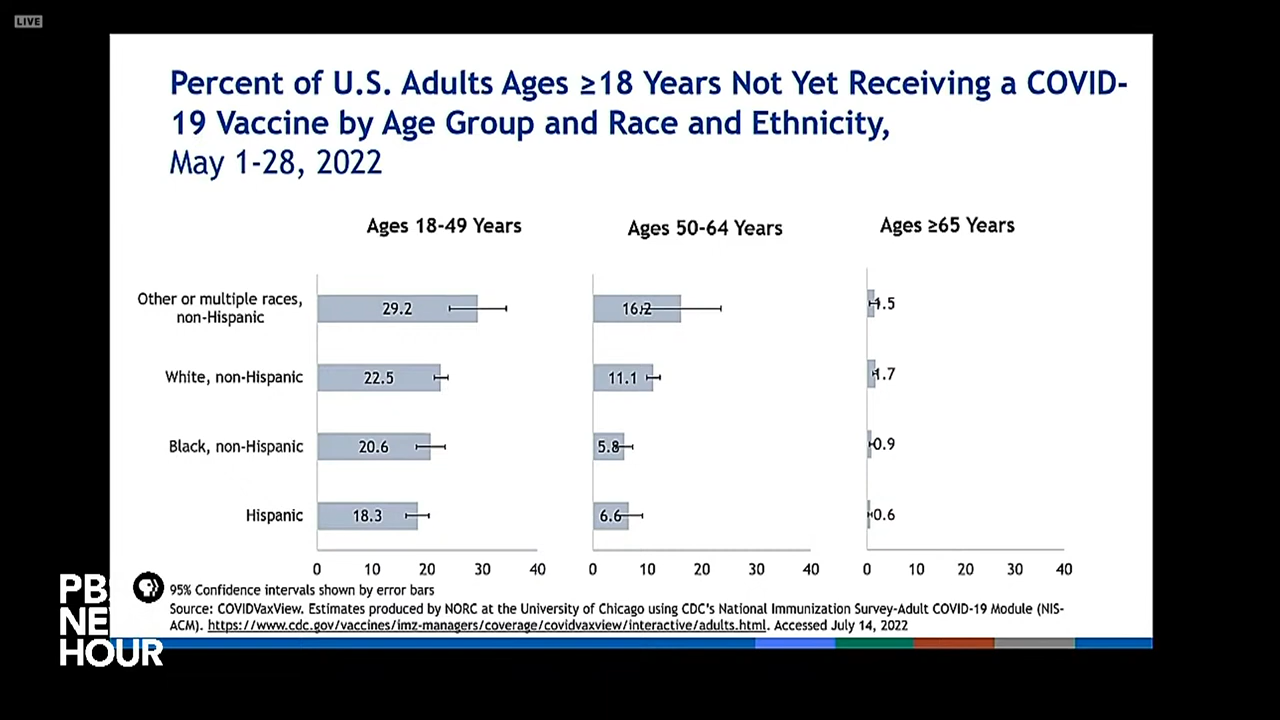 LIVE
Percent of U.S. Adults Ages ≥18 Years Not Yet Receiving a COVID-
19 Vaccine by Age Group and Race and Ethnicity,
May 1-28, 2022
Ages 18-49 Years
Ages 50-64 Years
Ages ≥65 Years
Other or multiple races,
non-Hispanic
29.2
16.2
1.5
White, non-Hispanic
22.5
11.1
1.7
Black, non-Hispanic
20.6
5.8
0.9
Hispanic
18.3
6.6
0.6
0 10 20 30 40
0 10 20 30 40
0 10 20 30 40
95% Confidence intervals shown by error bars
Source: COVIDVaxView. Estimates produced by NORC at the University of Chicago using CDC's National Immunization Survey-Adult COVID-19 Module (NIS-
ACM). https://www.cdc.gov/vaccines/imz-managers/coverage/covidvaxview/interactive/adults.html. Accessed July 14, 2022
PB
NE
HOUR